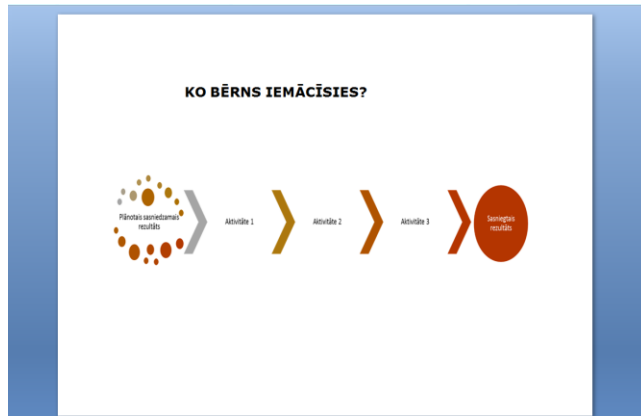 KO BĒRNS IEMĀCĪSIES?
Plānotais sasniedzamais
rezultāts
Aktivitāte 1
Aktivitāte 2
Aktivitāte 3
Sasniegtais
rezultāts